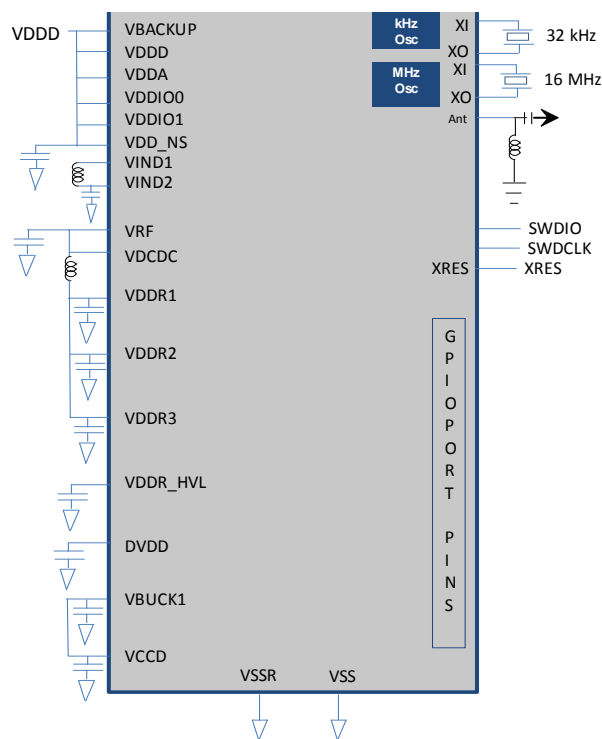 VDDD
VBACKUP
VDDD
VDDA
VDDIO0
VDDIO1
VDD_NS
VIND1
VIND2
VRF
VDCDC
VDDR1
VDDR2
VDDR3
VDDR_HVL
DVDD
VBUCK1
VCCD
VSSR
VSS
kHz
Osc
XI
XO
32 kHz
MHz
Osc
XI
XO
16 MHz
Ant
SWDIO
SWDCLK
XRES
XRES
G
P
I
O
P
O
R
T
P
I
N
S